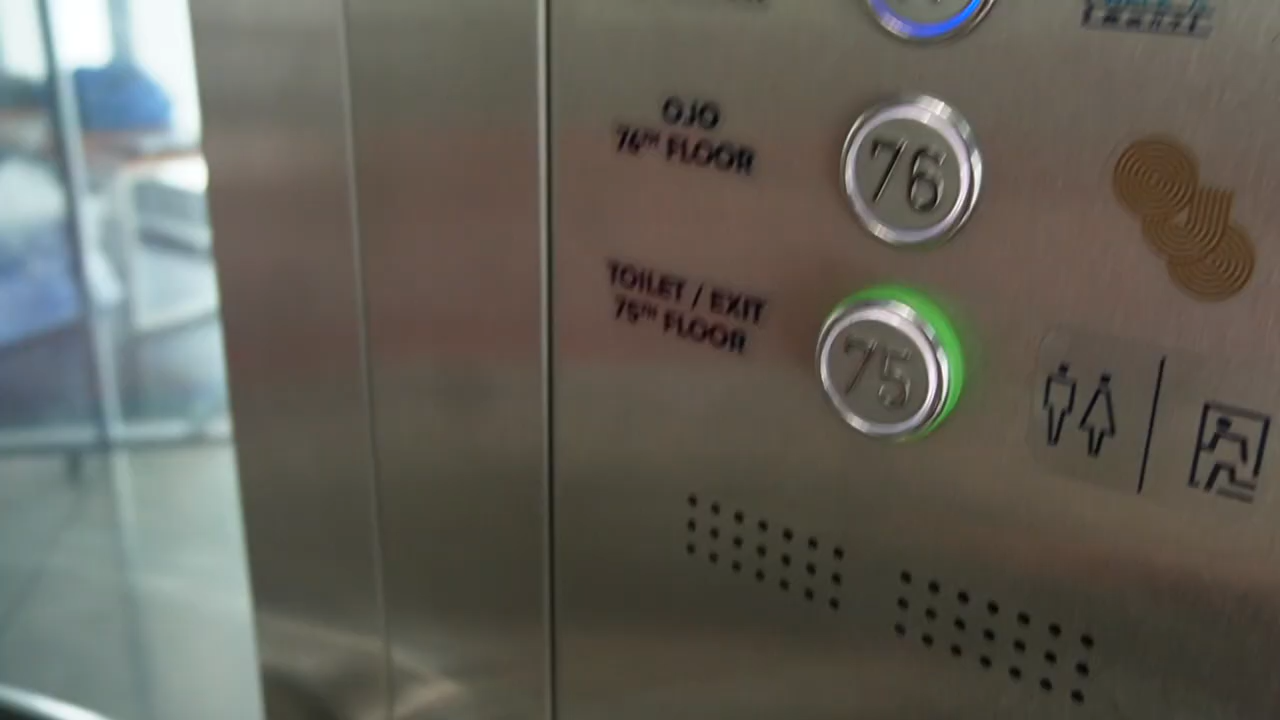 OJO
76TH FLOOR
76
TOILET / EXIT
75TH FLOOR
75